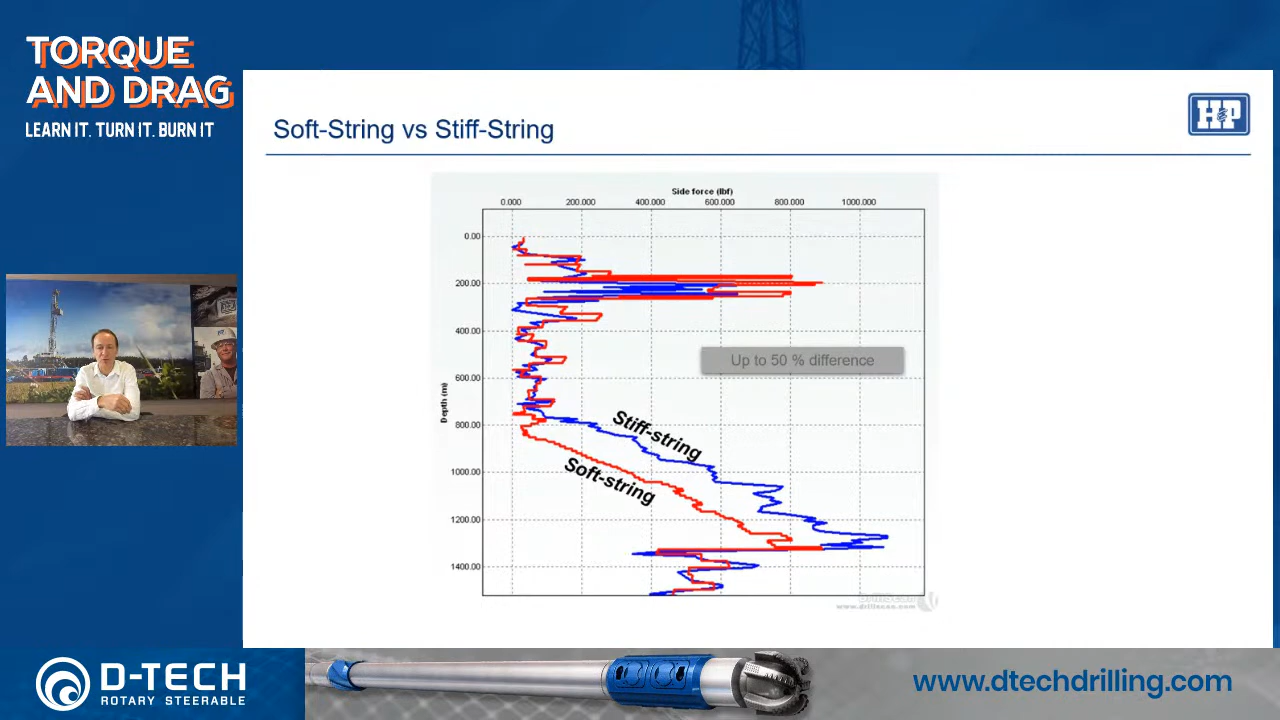 TORQUE
AND DRAG
LEARN IT. TURN IT. BURN IT
Soft-String vs Stiff-String
H&P
Side force (lbf)
0.000 200.000 400.000 600.000 800.000 1000.000
Depth (m)
0.00
200.00
400.00
600.00
800.00
1000.00
1200.00
1400.00
Up to 50 % difference
Stiff-string
Soft-string
www.drillscan.com
D-TECH
ROTARY STEERABLE
www.dtechdrilling.com